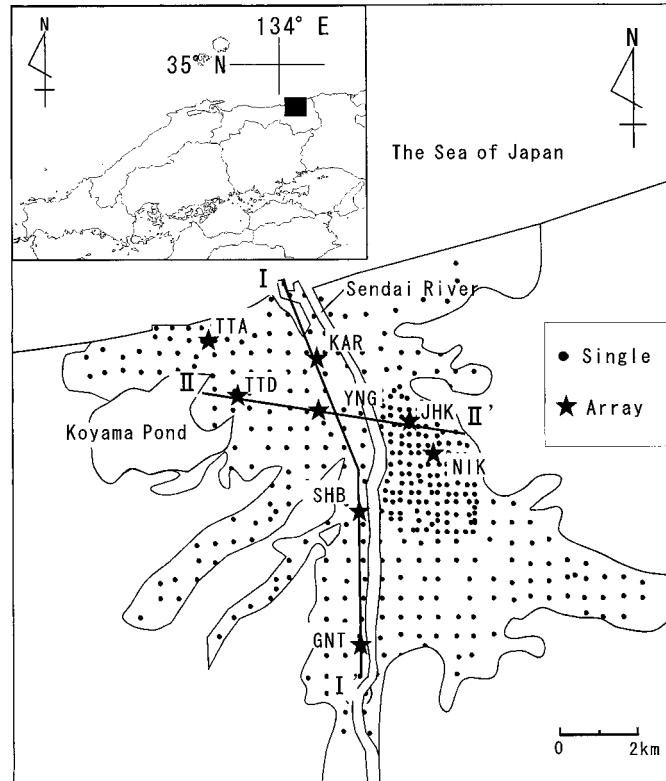 N
134° E
35° N
N
The Sea of Japan
I
Sendai River
TTA
KAR
II
TTD
YNG
JHK
II'
Koyama Pond
NIK
SHB
GNT
I'
Single
Array
0 2km